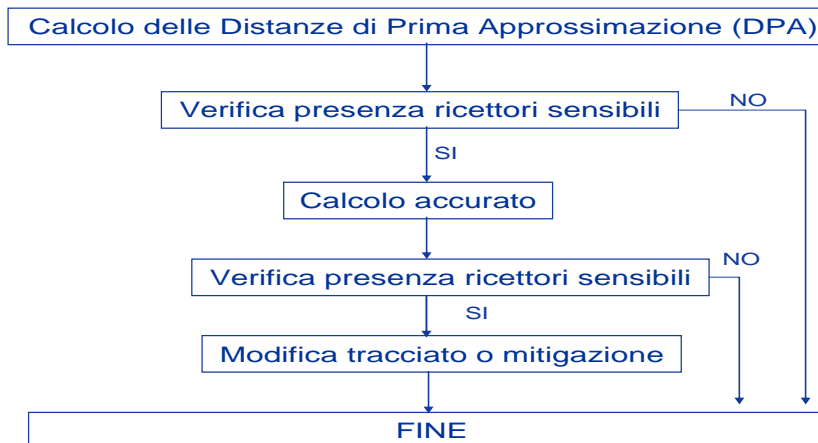 Calcolo delle Distanze di Prima Approssimazione (DPA)
Verifica presenza ricettori sensibili
NO
SI
Calcolo accurato
NO
Verifica presenza ricettori sensibili
SI
Modifica tracciato o mitigazione
FINE